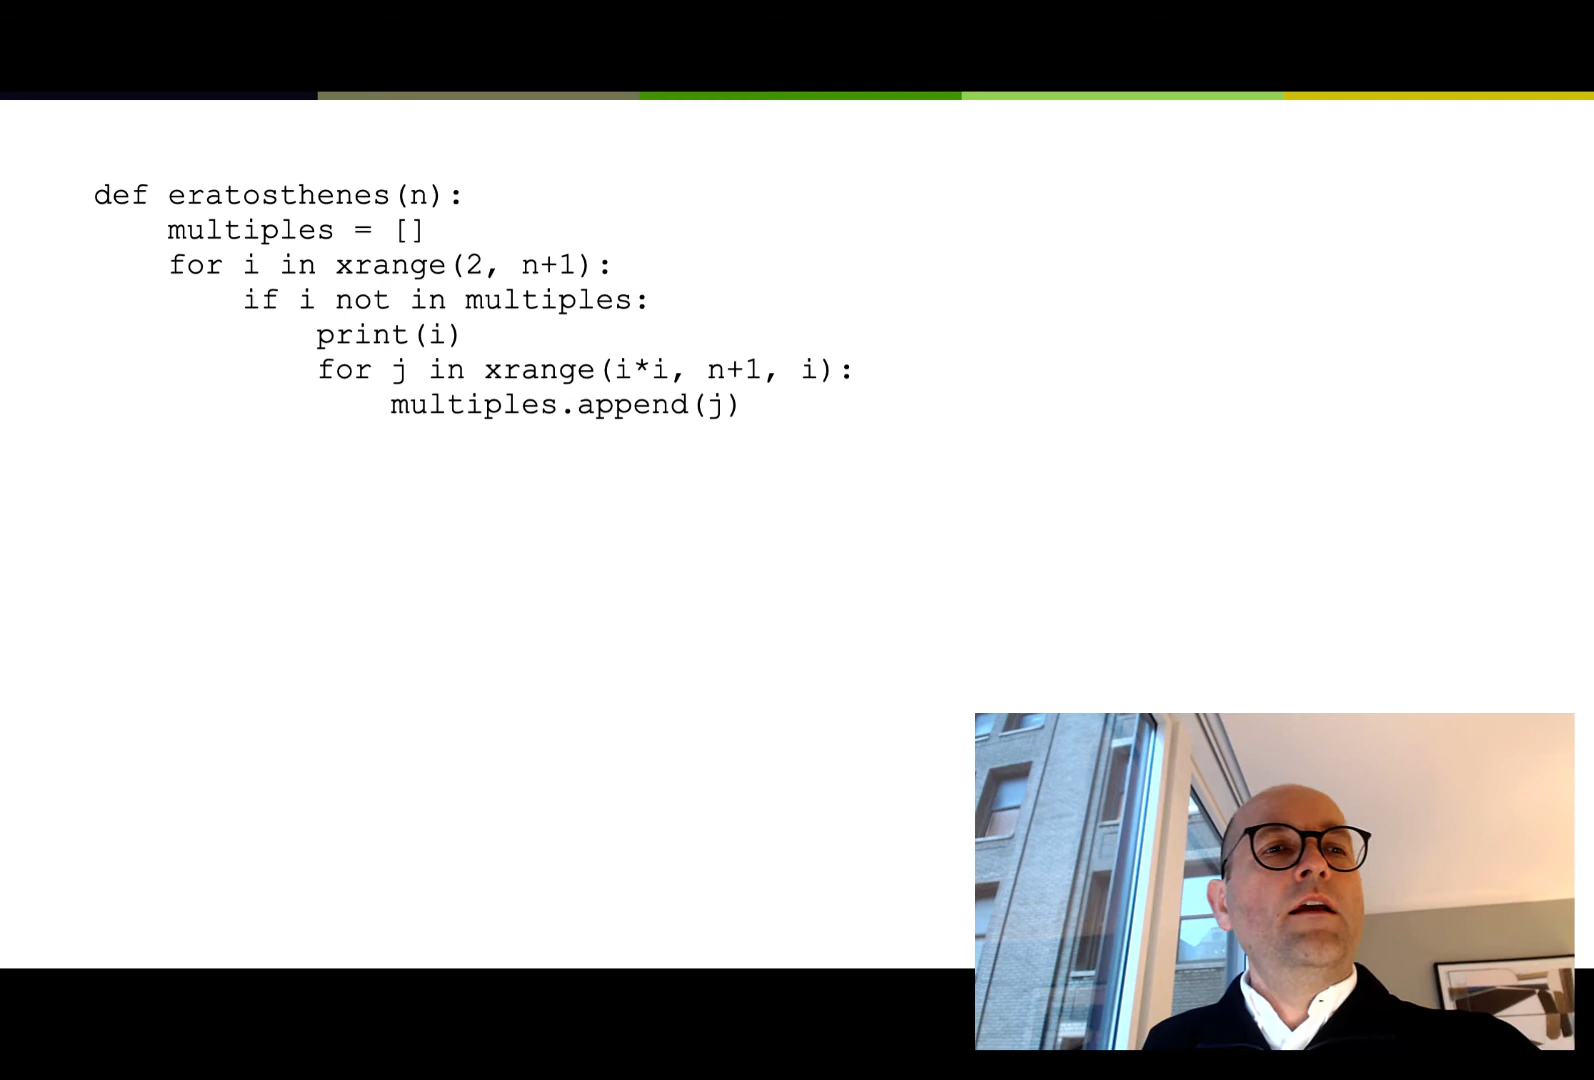 def eratosthenes(n):
    multiples = []
    for i in xrange(2, n+1):
        if i not in multiples:
            print(i)
            for j in xrange(i*i, n+1, i):
                multiples.append(j)